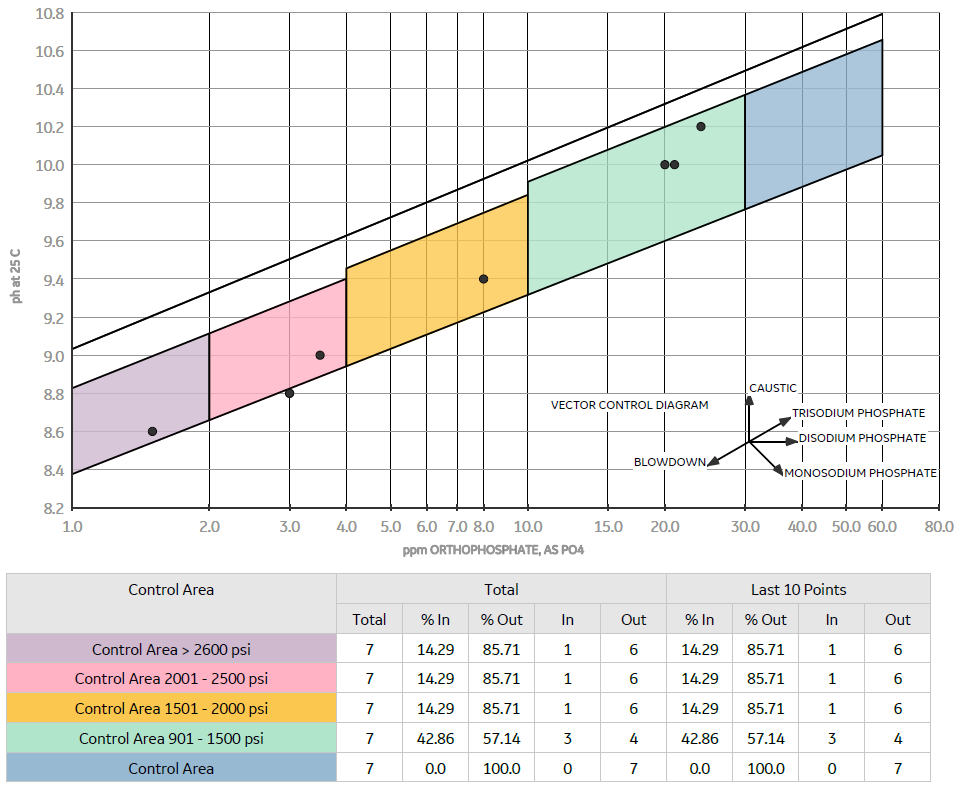 10.8
10.6
10.4
10.2
10.0
9.8
9.6
9.4
9.2
9.0
8.8
8.6
8.4
8.2
ph at 25 C
VECTOR CONTROL DIAGRAM
CAUSTIC
TRISODIUM PHOSPHATE
DISODIUM PHOSPHATE
BLOWDOWN
MONOSODIUM PHOSPHATE
1.0 2.0 3.0 4.0 5.0 6.0 7.0 8.0 10.0 15.0 20.0 30.0 40.0 50.0 60.0 80.0
ppm ORTHOPHOSPHATE, AS PO4
Control Area Total Last 10 Points
Total % In % Out In Out % In % Out In Out
Control Area > 2600 psi 7 14.29 85.71 1 6 14.29 85.71 1 6
Control Area 2001 - 2500 psi 7 14.29 85.71 1 6 14.29 85.71 1 6
Control Area 1501 - 2000 psi 7 14.29 85.71 1 6 14.29 85.71 1 6
Control Area 901 - 1500 psi 7 42.86 57.14 3 4 42.86 57.14 3 4
Control Area 7 0.0 100.0 0 7 0.0 100.0 0 7